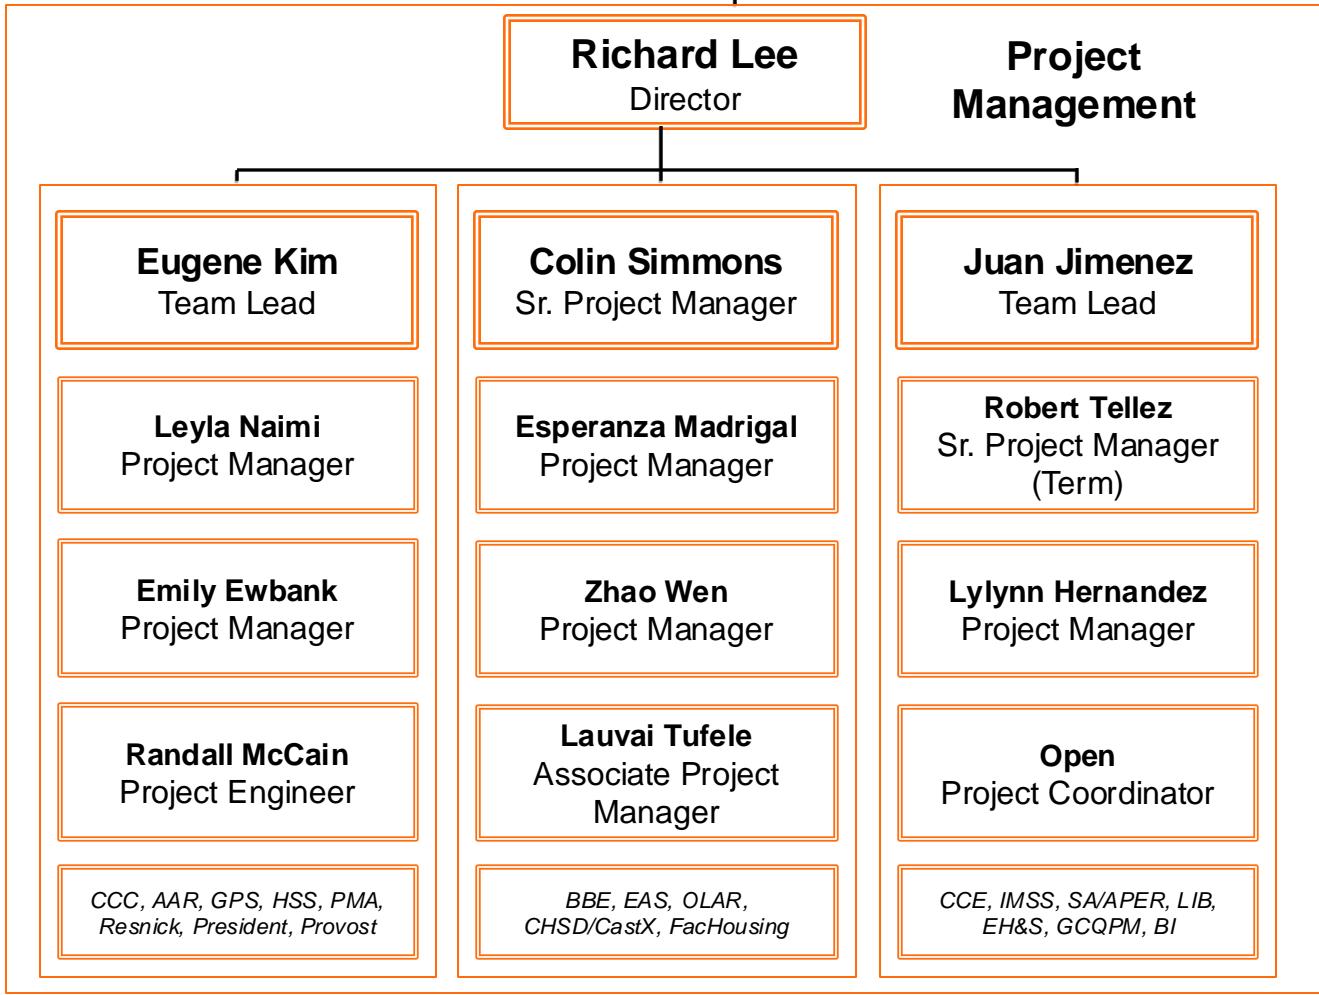 Richard Lee
Director
Project
Management
Eugene Kim
Team Lead
Leyla Naimi
Project Manager
Emily Ewbank
Project Manager
Randall McCain
Project Engineer
CCC, AAR, GPS, HSS, PMA,
Resnick, President, Provost
Colin Simmons
Sr. Project Manager
Esperanza Madrigal
Project Manager
Zhao Wen
Project Manager
Lauvai Tufele
Associate Project
Manager
BBE, EAS, OLAR,
CHSD/CastX, FacHousing
Juan Jimenez
Team Lead
Robert Tellez
Sr. Project Manager
(Term)
Lylynn Hernandez
Project Manager
Open
Project Coordinator
CCE, IMSS, SA/APER, LIB,
EH&S, GCQPM, BI